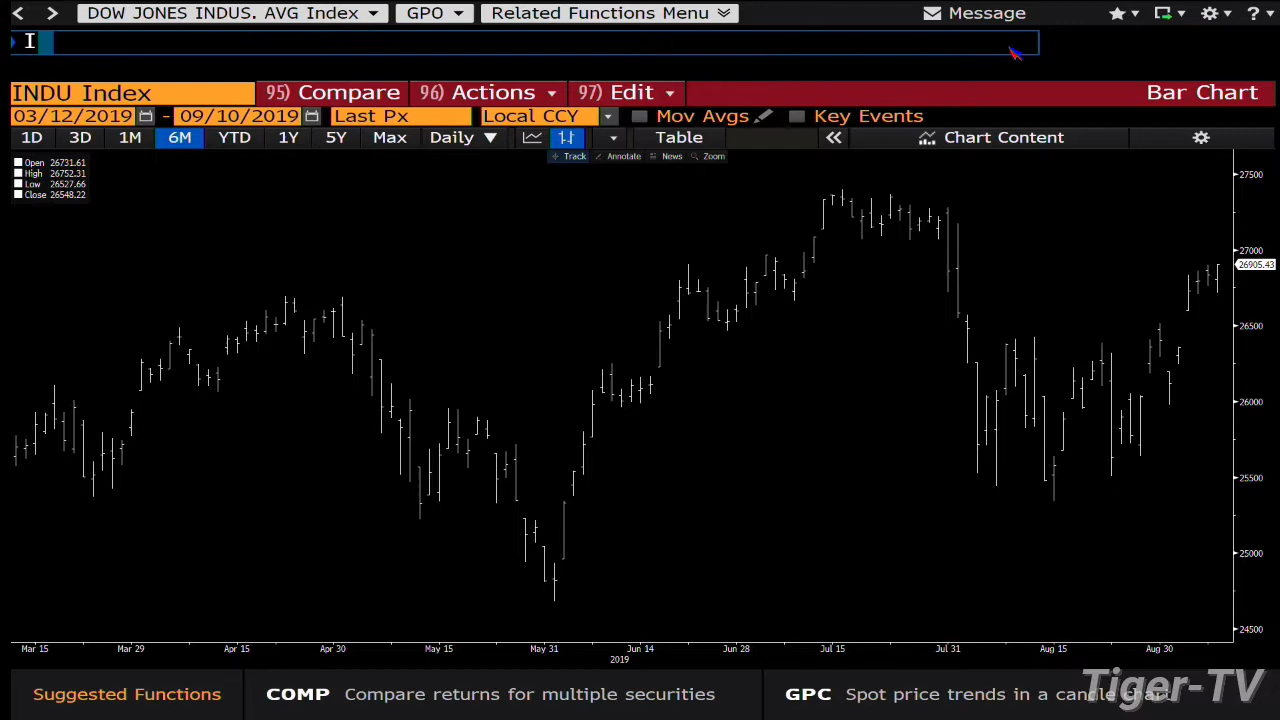 DOW JONES INDUS. AVG Index GPO Related Functions Menu Message ?
INDU Index 95) Compare 96) Actions 97) Edit Bar Chart
03/12/2019 - 09/10/2019 Last Px Local CCY Mov Avgs Key Events
1D 3D 1M 6M YTD 1Y 5Y Max Daily Table Chart Content
Track Annotate News Zoom
Open 26731.61
High 26752.31
Low 26527.66
Close 26548.22
27500
27000
26905.43
26500
26000
25500
25000
24500
Mar 15 Mar 29 Apr 15 Apr 30 May 15 May 31 Jun 14 Jun 28 Jul 15 Jul 31 Aug 15 Aug 30
2019
Suggested Functions COMP Compare returns for multiple securities GPC Spot price trends in a candle chart
Tiger-TV